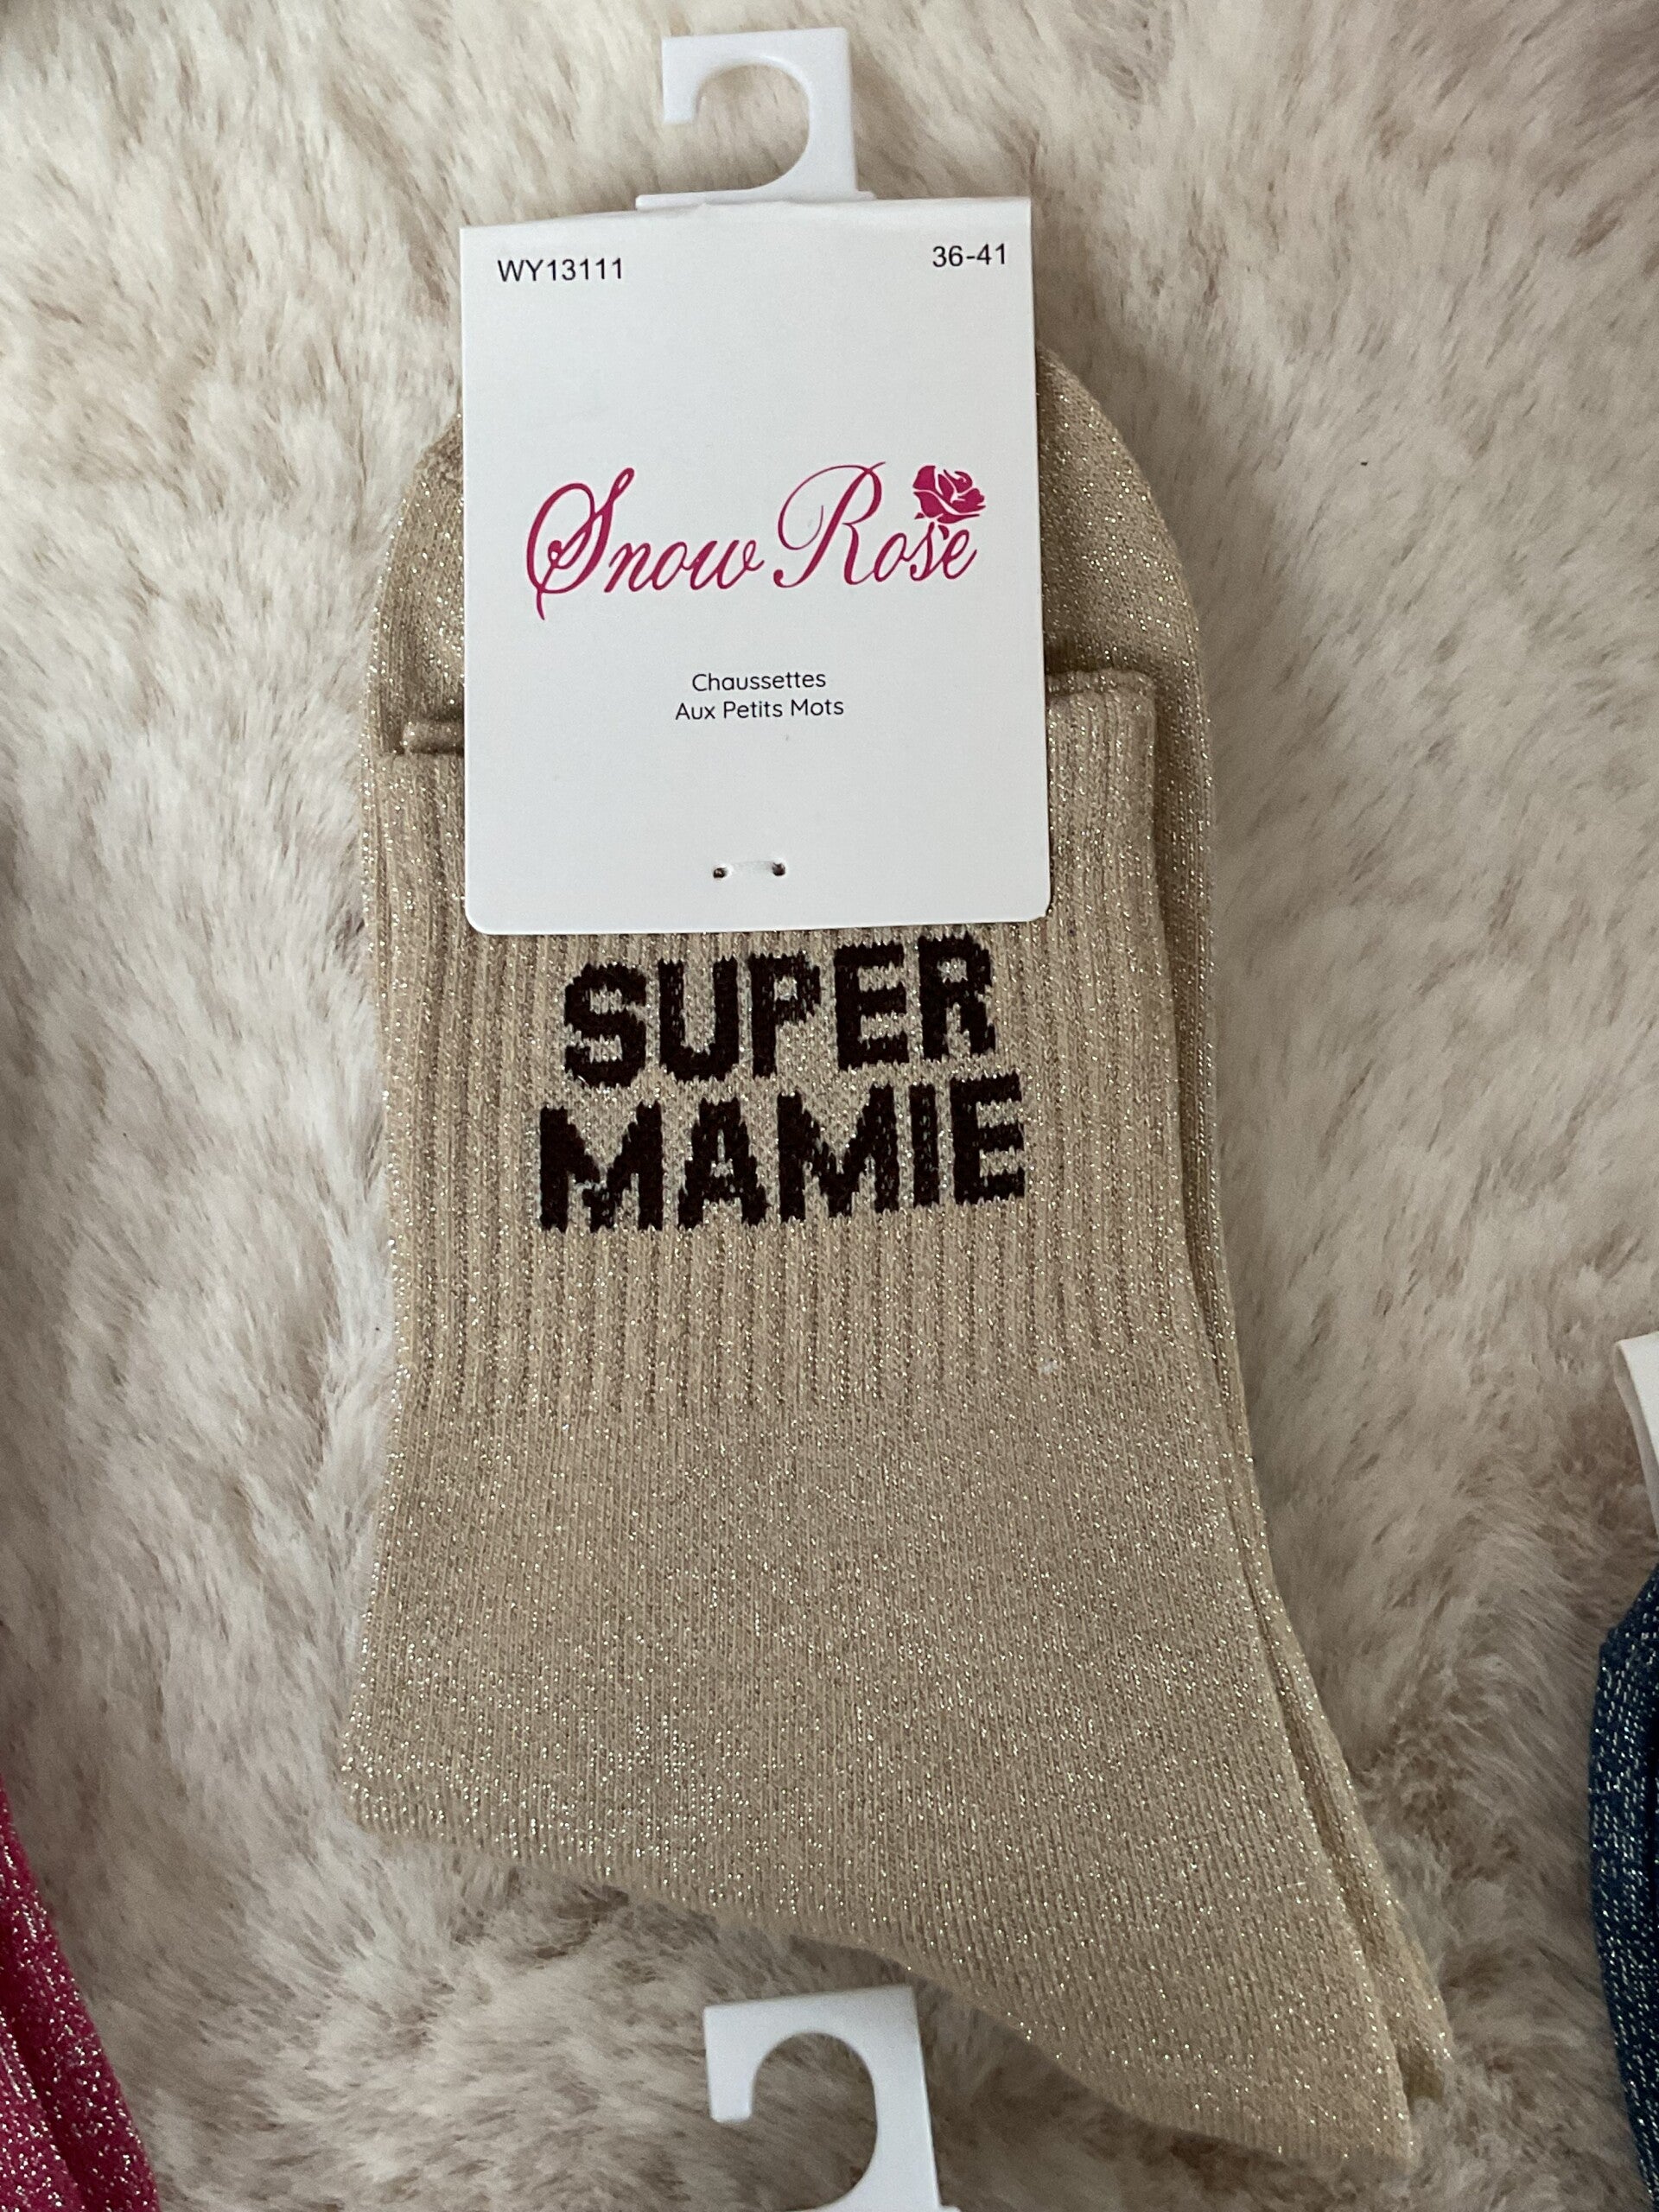 WY13111 36-41
Snow Rose
Chaussettes
Aux Petits Mots
SUPER
MAMIE